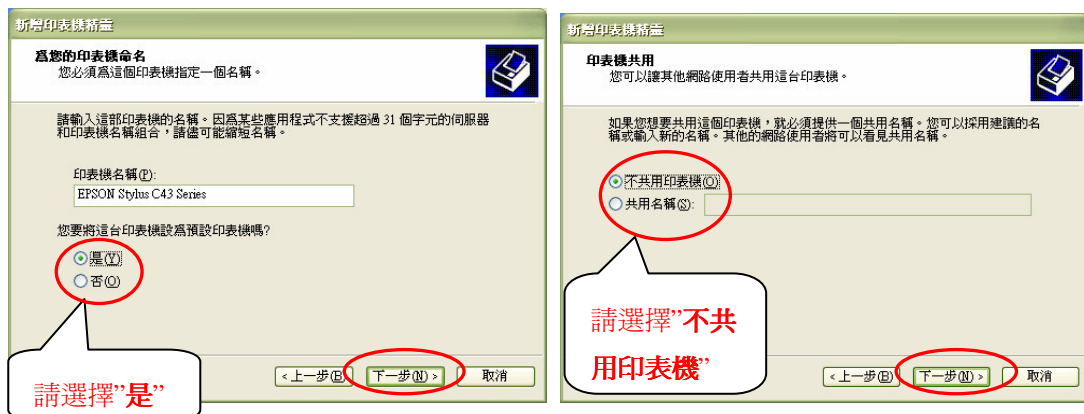 新增印表機精靈
為您的印表機命名
您必須為這個印表機指定一個名稱。
請輸入這部印表機的名稱。因為某些應用程式不支援超過 31 個字元的伺服器
和印表機名稱組合，請儘可能縮短名稱。
印表機名稱(P):
EPSON Stylus C43 Series
您要將這台印表機設為預設印表機嗎?
是(Y)
否(O)
請選擇”是”
<上一步(B)
下一步(N)>
取消
新增印表機精靈
印表機共用
您可以讓其他網路使用者共用這台印表機。
如果您想要共用這個印表機，就必須提供一個共用名稱。您可以採用建議的名
稱或輸入新的名稱。其他的網路使用者將可以看見共用名稱。
不共用印表機(O)
共用名稱(S):
請選擇”不共
用印表機”
<上一步(B)
下一步(N)>
取消